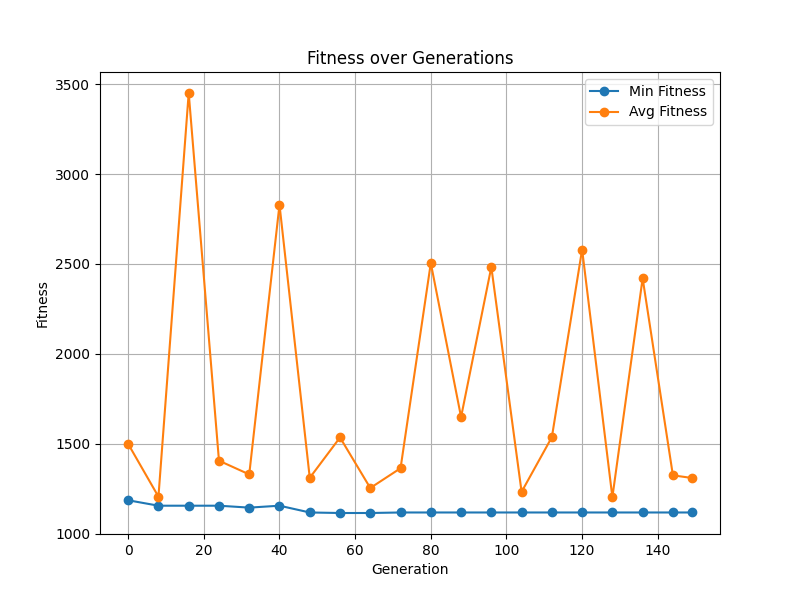 Fitness over Generations
Min Fitness
Avg Fitness
3500
3000
2500
2000
1500
1000
Fitness
0 20 40 60 80 100 120 140
Generation